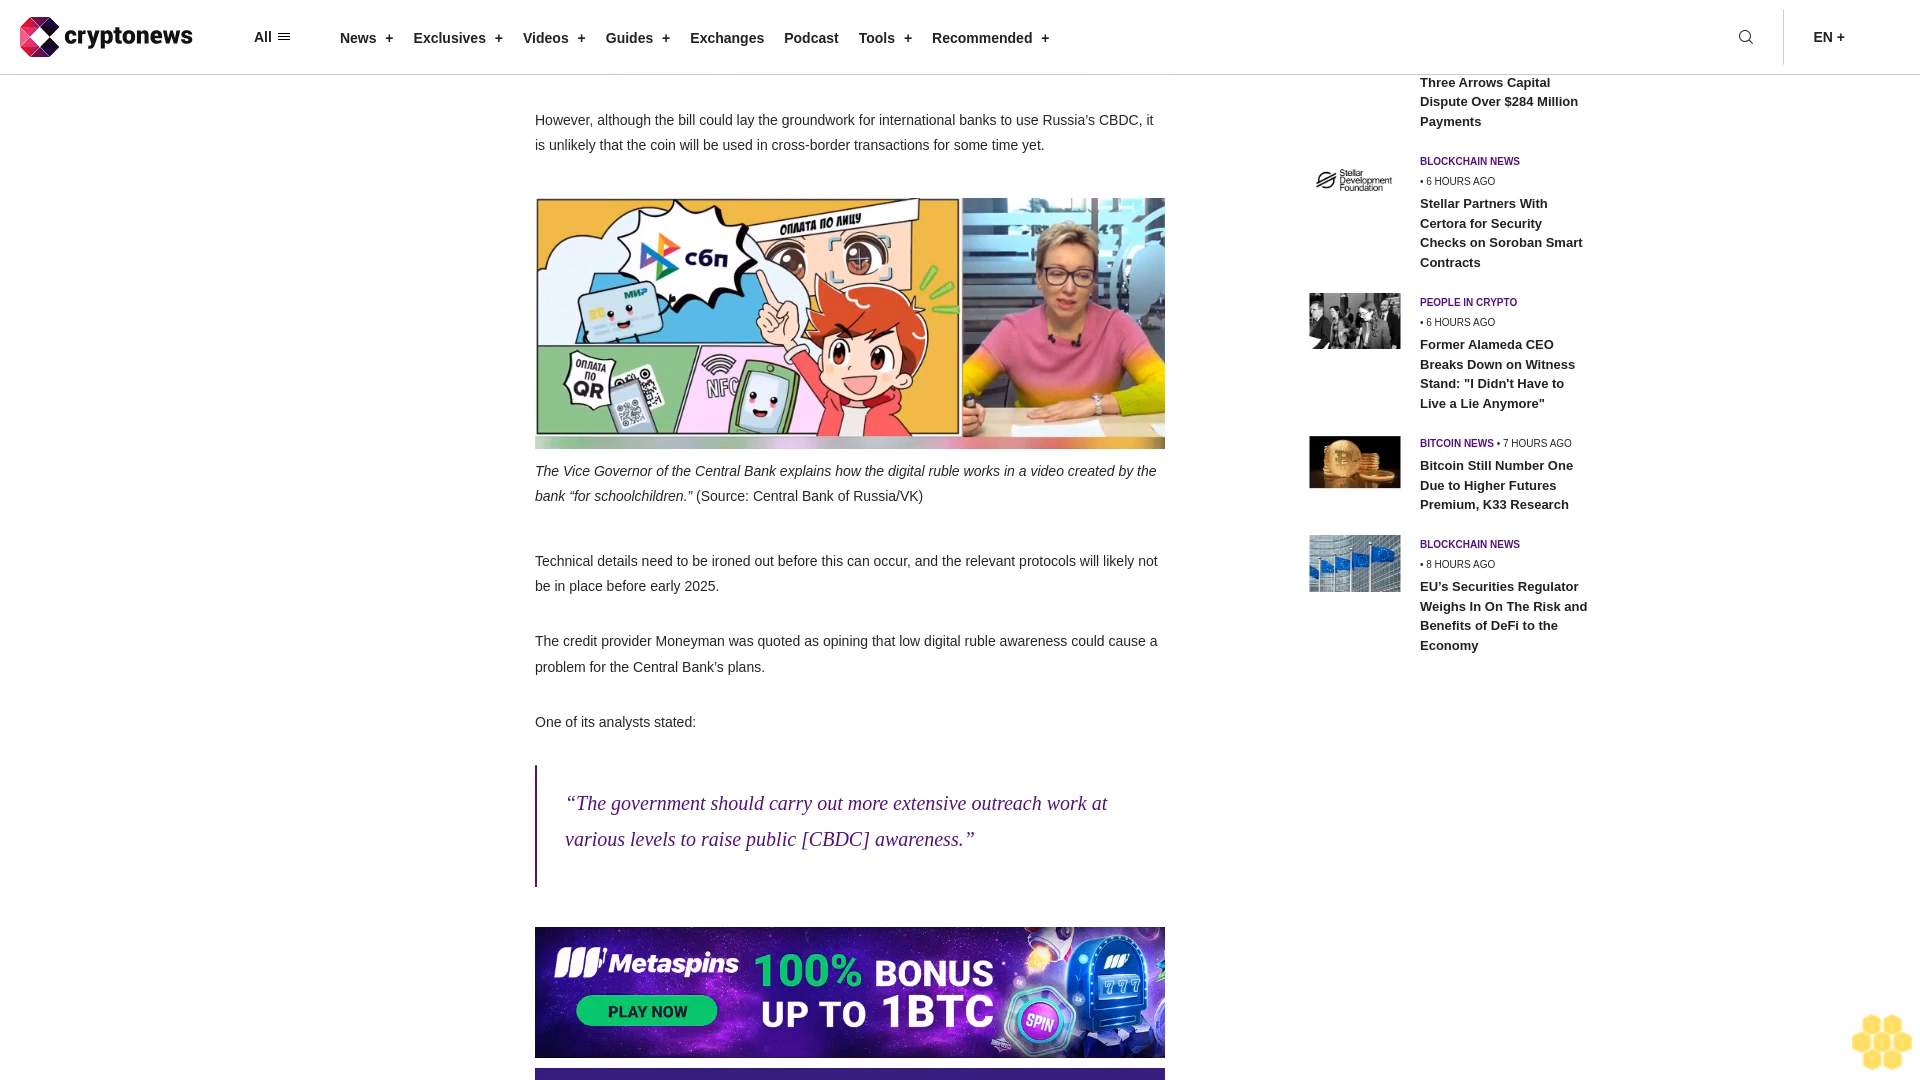 cryptonews
All
News +
Exclusives +
Videos +
Guides +
Exchanges
Podcast
Tools +
Recommended +
EN +
However, although the bill could lay the groundwork for international banks to use Russia’s CBDC, it
is unlikely that the coin will be used in cross-border transactions for some time yet.
ОПЛАТА ПО ЛИЦУ
сбп
МИР
ОПЛАТА
ПО
QR
NFC
The Vice Governor of the Central Bank explains how the digital ruble works in a video created by the
bank “for schoolchildren.” (Source: Central Bank of Russia/VK)
Technical details need to be ironed out before this can occur, and the relevant protocols will likely not
be in place before early 2025.
The credit provider Moneyman was quoted as opining that low digital ruble awareness could cause a
problem for the Central Bank’s plans.
One of its analysts stated:
“The government should carry out more extensive outreach work at
various levels to raise public [CBDC] awareness.”
Metaspins
PLAY NOW
100% BONUS
UP TO 1BTC
SPIN
777
Three Arrows Capital
Dispute Over $284 Million
Payments
Stellar
Development
Foundation
BLOCKCHAIN NEWS
• 6 HOURS AGO
Stellar Partners With
Certora for Security
Checks on Soroban Smart
Contracts
PEOPLE IN CRYPTO
• 6 HOURS AGO
Former Alameda CEO
Breaks Down on Witness
Stand: "I Didn't Have to
Live a Lie Anymore"
BITCOIN NEWS • 7 HOURS AGO
Bitcoin Still Number One
Due to Higher Futures
Premium, K33 Research
BLOCKCHAIN NEWS
• 8 HOURS AGO
EU’s Securities Regulator
Weighs In On The Risk and
Benefits of DeFi to the
Economy